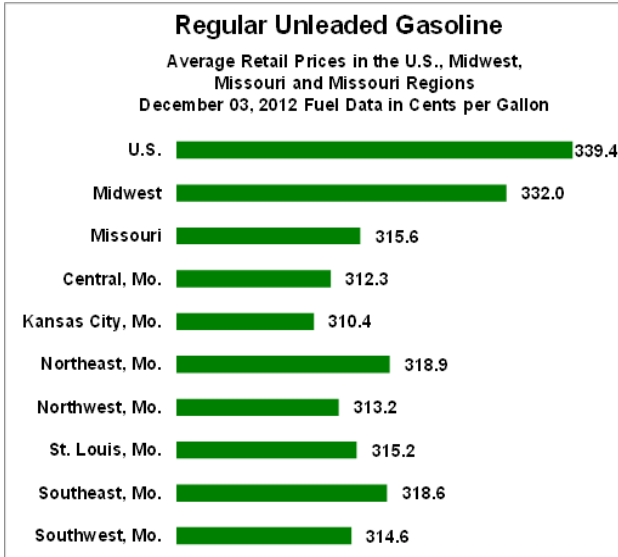 Regular Unleaded Gasoline
Average Retail Prices in the U.S., Midwest,
Missouri and Missouri Regions
December 03, 2012 Fuel Data in Cents per Gallon
U.S. 339.4
Midwest 332.0
Missouri 315.6
Central, Mo. 312.3
Kansas City, Mo. 310.4
Northeast, Mo. 318.9
Northwest, Mo. 313.2
St. Louis, Mo. 315.2
Southeast, Mo. 318.6
Southwest, Mo. 314.6